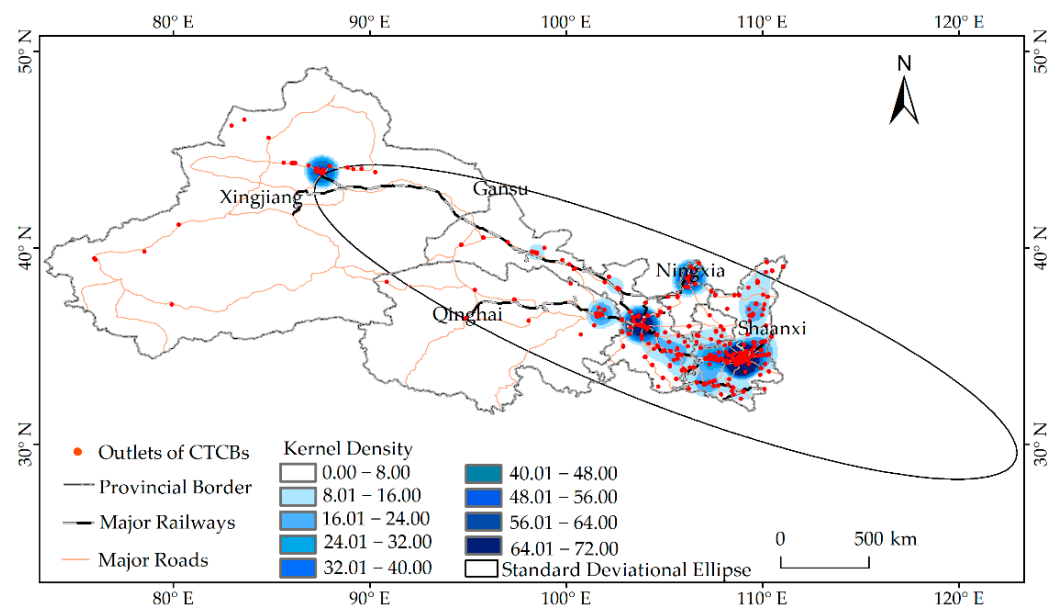 80° E 90° E 100° E 110° E 120° E
50° N 50° N
N
Gansu
Xingjiang
40° N 40° N
Ningxia
Qinghai
Shaanxi
30° N 30° N
Outlets of CTCBs
Provincial Border
Major Railways
Major Roads
Kernel Density
0.00 – 8.00
8.01 – 16.00
16.01 – 24.00
24.01 – 32.00
32.01 – 40.00
40.01 – 48.00
48.01 – 56.00
56.01 – 64.00
64.01 – 72.00
Standard Deviational Ellipse
0 500 km
80° E 90° E 100° E 110° E 120° E